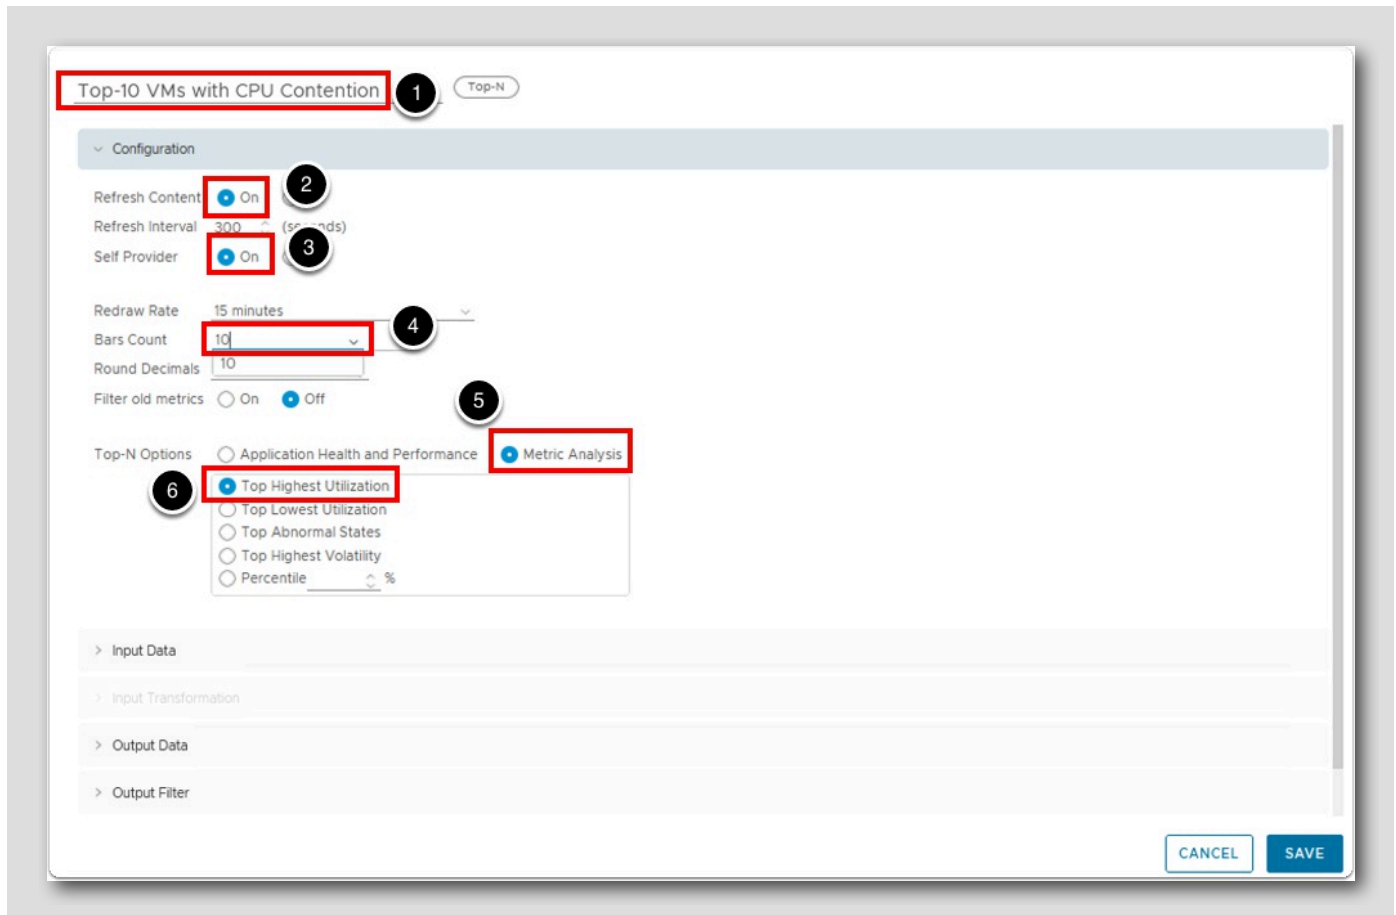 Top-10 VMs with CPU Contention 1 Top-N
Configuration
2
Refresh Content On
Refresh Interval 300 (seconds)
3
Self Provider On
Redraw Rate 15 minutes
4
Bars Count 10
10
Round Decimals
Filter old metrics On Off
5
Top-N Options Application Health and Performance Metric Analysis
6 Top Highest Utilization
Top Lowest Utilization
Top Abnormal States
Top Highest Volatility
Percentile %
Input Data
Input Transformation
Output Data
Output Filter
CANCEL SAVE